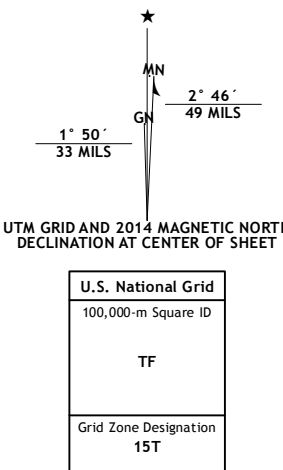 MN
2° 46´
49 MILS
GN
1° 50´
33 MILS
UTM GRID AND 2014 MAGNETIC NORTH
DECLINATION AT CENTER OF SHEET
U.S. National Grid
100,000-m Square ID
TF
Grid Zone Designation
15T